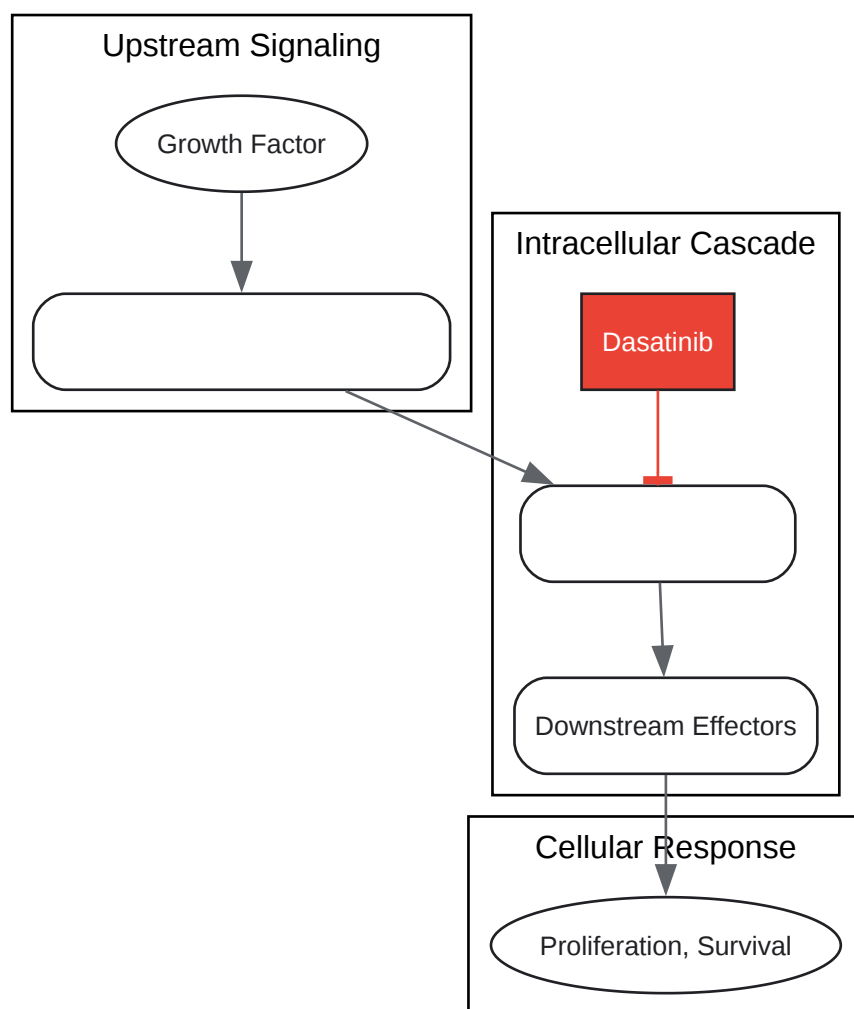 Upstream Signaling
Growth Factor
Intracellular Cascade
Dasatinib
Downstream Effectors
Cellular Response
Proliferation, Survival